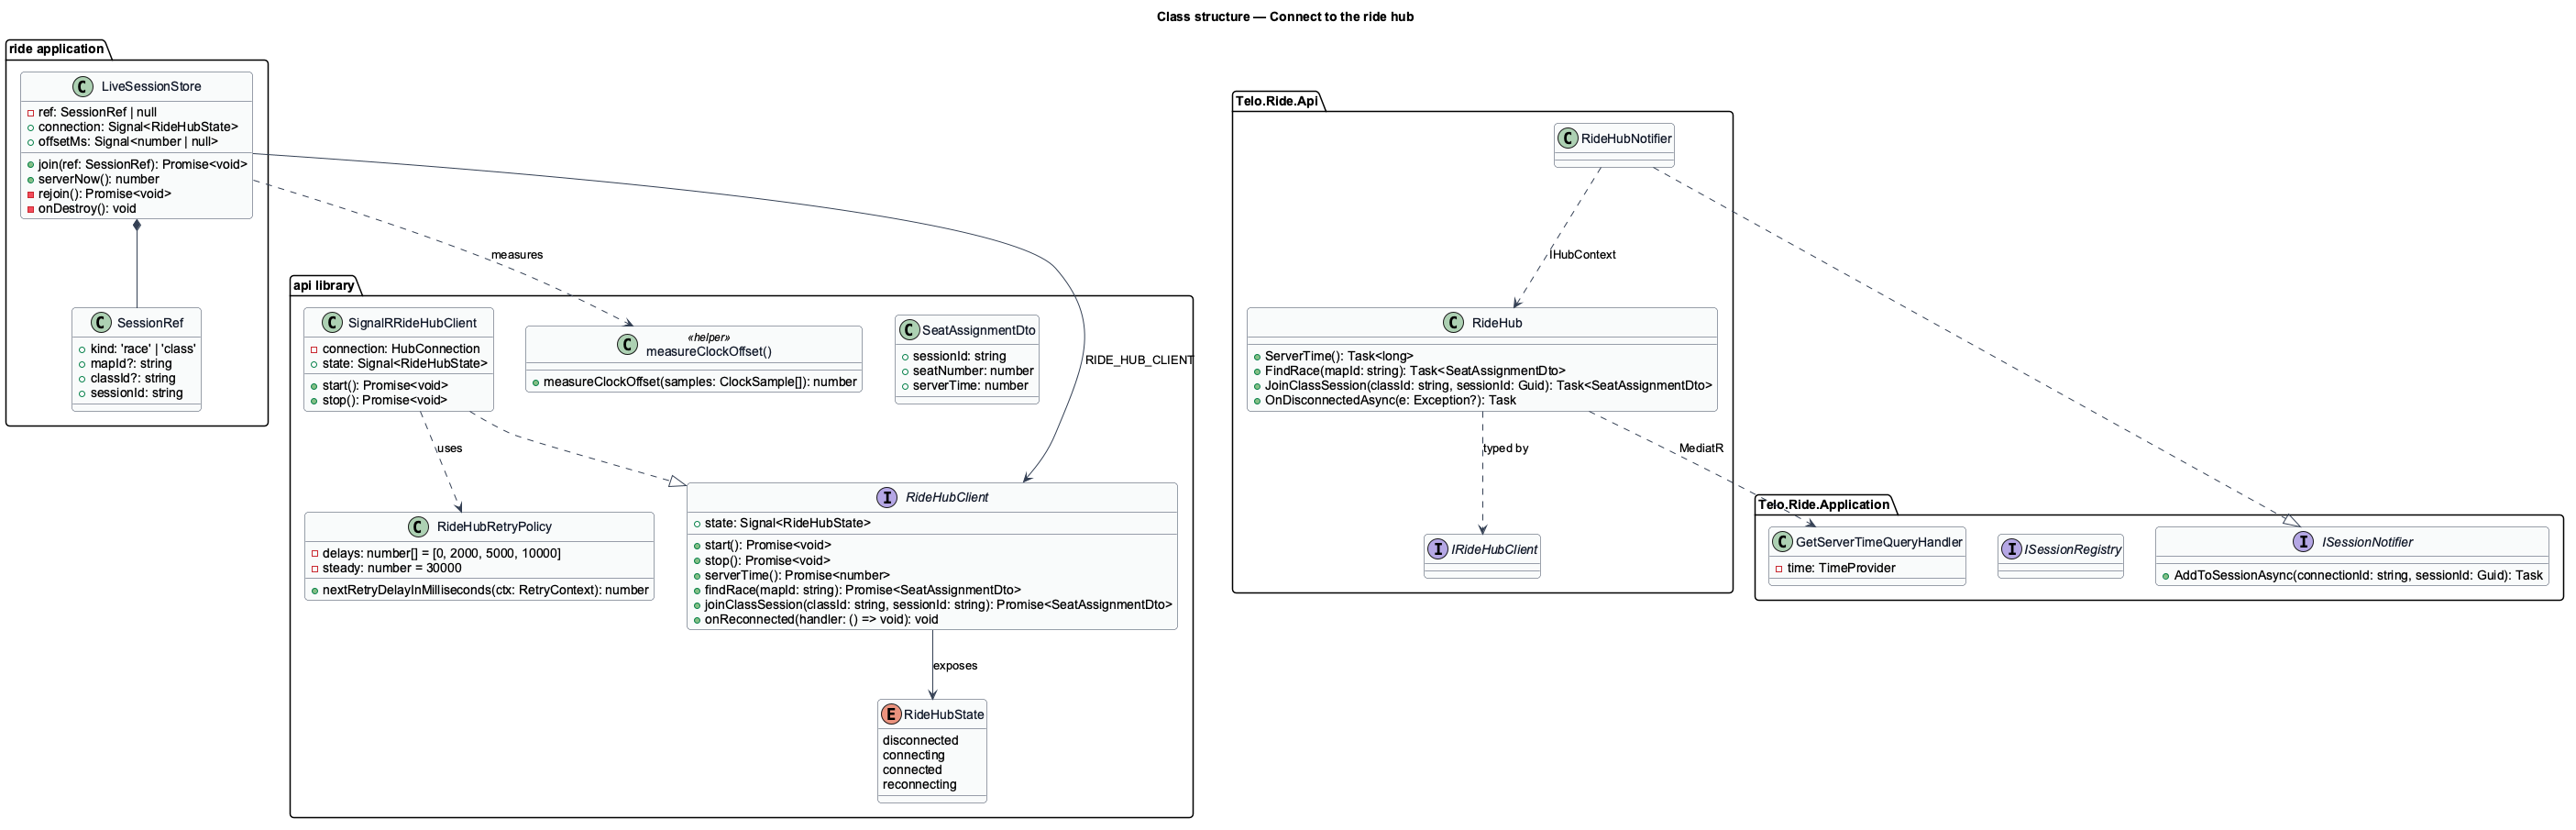 Class structure — Connect to the ride hub
ride application
C LiveSessionStore
ref: SessionRef | null
connection: Signal<RideHubState>
offsetMs: Signal<number | null>
join(ref: SessionRef): Promise<void>
serverNow(): number
rejoin(): Promise<void>
onDestroy(): void
C SessionRef
kind: 'race' | 'class'
mapId?: string
classId?: string
sessionId: string
measures
RIDE_HUB_CLIENT
api library
C SignalRRideHubClient
connection: HubConnection
state: Signal<RideHubState>
start(): Promise<void>
stop(): Promise<void>
«helper»
C measureClockOffset()
measureClockOffset(samples: ClockSample[]): number
C SeatAssignmentDto
sessionId: string
seatNumber: number
serverTime: number
uses
C RideHubRetryPolicy
delays: number[] = [0, 2000, 5000, 10000]
steady: number = 30000
nextRetryDelayInMilliseconds(ctx: RetryContext): number
I RideHubClient
state: Signal<RideHubState>
start(): Promise<void>
stop(): Promise<void>
serverTime(): Promise<number>
findRace(mapId: string): Promise<SeatAssignmentDto>
joinClassSession(classId: string, sessionId: string): Promise<SeatAssignmentDto>
onReconnected(handler: () => void): void
exposes
E RideHubState
disconnected
connecting
connected
reconnecting
Telo.Ride.Api
C RideHubNotifier
IHubContext
C RideHub
ServerTime(): Task<long>
FindRace(mapId: string): Task<SeatAssignmentDto>
JoinClassSession(classId: string, sessionId: Guid): Task<SeatAssignmentDto>
OnDisconnectedAsync(e: Exception?): Task
typed by
MediatR
I IRideHubClient
Telo.Ride.Application
C GetServerTimeQueryHandler
time: TimeProvider
I ISessionRegistry
I ISessionNotifier
AddToSessionAsync(connectionId: string, sessionId: Guid): Task